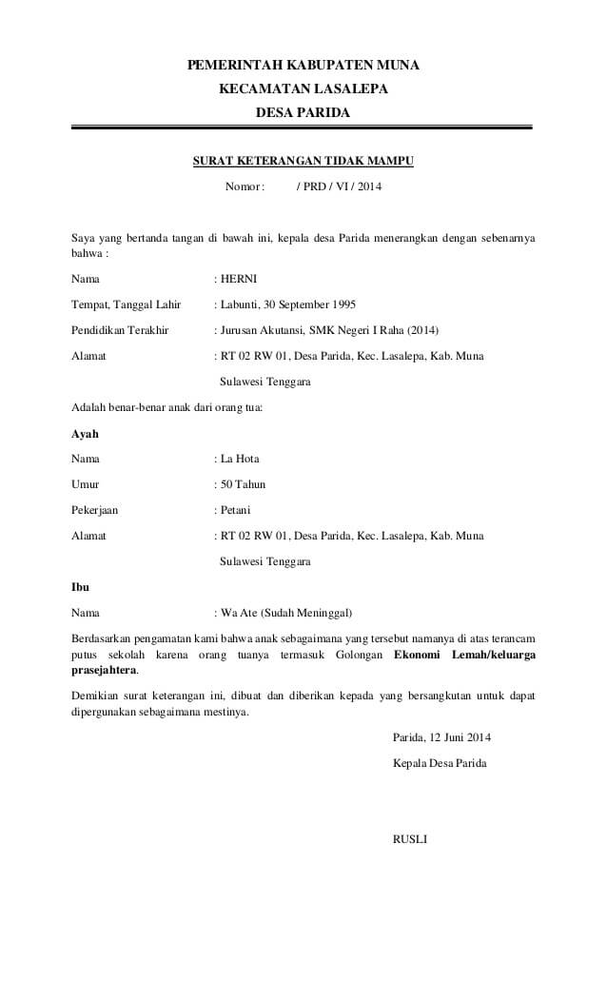 PEMERINTAH KABUPATEN MUNA
KECAMATAN LASALEPA
DESA PARIDA
SURAT KETERANGAN TIDAK MAMPU
Nomor : / PRD / VI / 2014
Saya yang bertanda tangan di bawah ini, kepala desa Parida menerangkan dengan sebenarnya
bahwa :
Nama : HERNI
Tempat, Tanggal Lahir : Labunti, 30 September 1995
Pendidikan Terakhir : Jurusan Akutansi, SMK Negeri I Raha (2014)
Alamat : RT 02 RW 01, Desa Parida, Kec. Lasalepa, Kab. Muna
Sulawesi Tenggara
Adalah benar-benar anak dari orang tua:
Ayah
Nama : La Hota
Umur : 50 Tahun
Pekerjaan : Petani
Alamat : RT 02 RW 01, Desa Parida, Kec. Lasalepa, Kab. Muna
Sulawesi Tenggara
Ibu
Nama : Wa Ate (Sudah Meninggal)
Berdasarkan pengamatan kami bahwa anak sebagaimana yang tersebut namanya di atas terancam
putus sekolah karena orang tuanya termasuk Golongan Ekonomi Lemah/keluarga
prasejahtera.
Demikian surat keterangan ini, dibuat dan diberikan kepada yang bersangkutan untuk dapat
dipergunakan sebagaimana mestinya.
Parida, 12 Juni 2014
Kepala Desa Parida
RUSLI